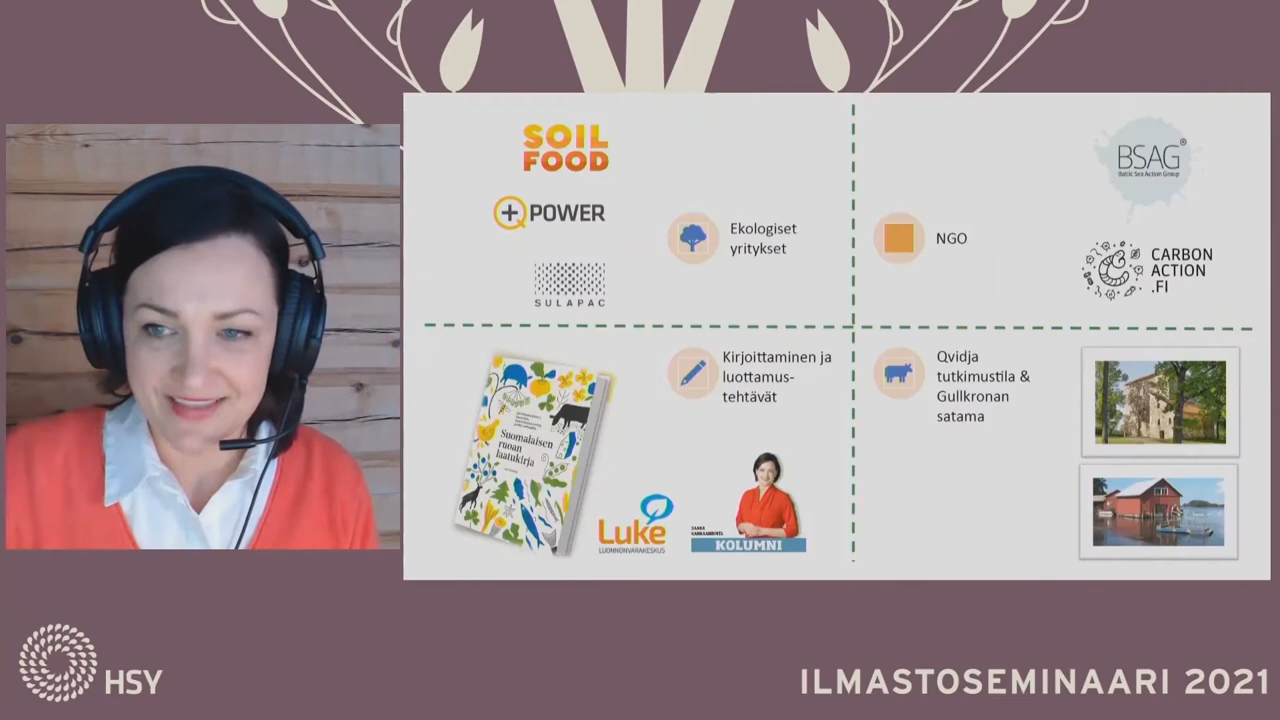 SOIL
FOOD
QPOWER
SULAPAC
Ekologiset
yritykset
NGO
BSAG®
Baltic Sea Action Group
CARBON
ACTION
.FI
Suomalaisen
ruoan
laatukirja
Luke
LUONNONVARAKESKUS
Kirjoittaminen ja
luottamus-
tehtävät
KOLUMNI
Qvidja
tutkimustila &
Gullkronan
satama
HSY
ILMASTOSEMINAARI 2021